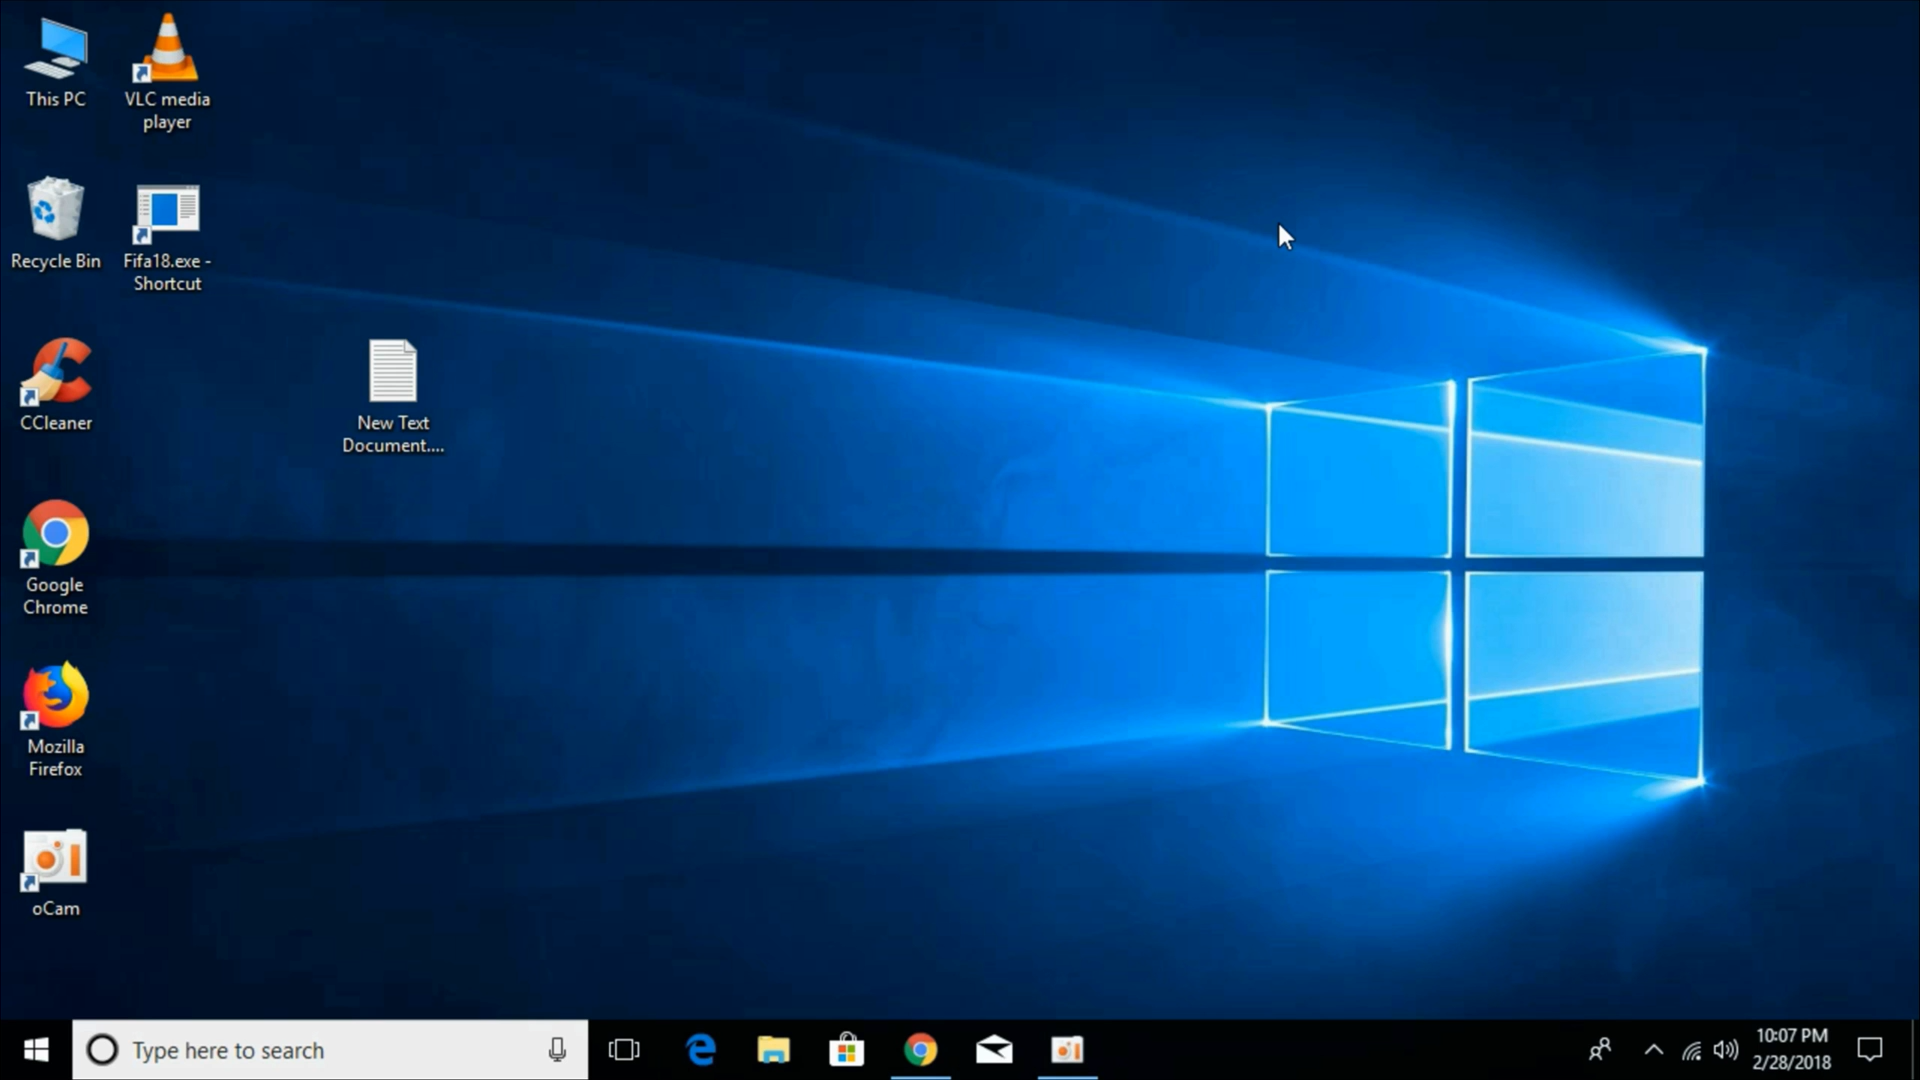 This PC
VLC media
player
Recycle Bin
Fifa18.exe -
Shortcut
CCleaner
New Text
Document....
Google
Chrome
Mozilla
Firefox
oCam
Type here to search
10:07 PM
2/28/2018